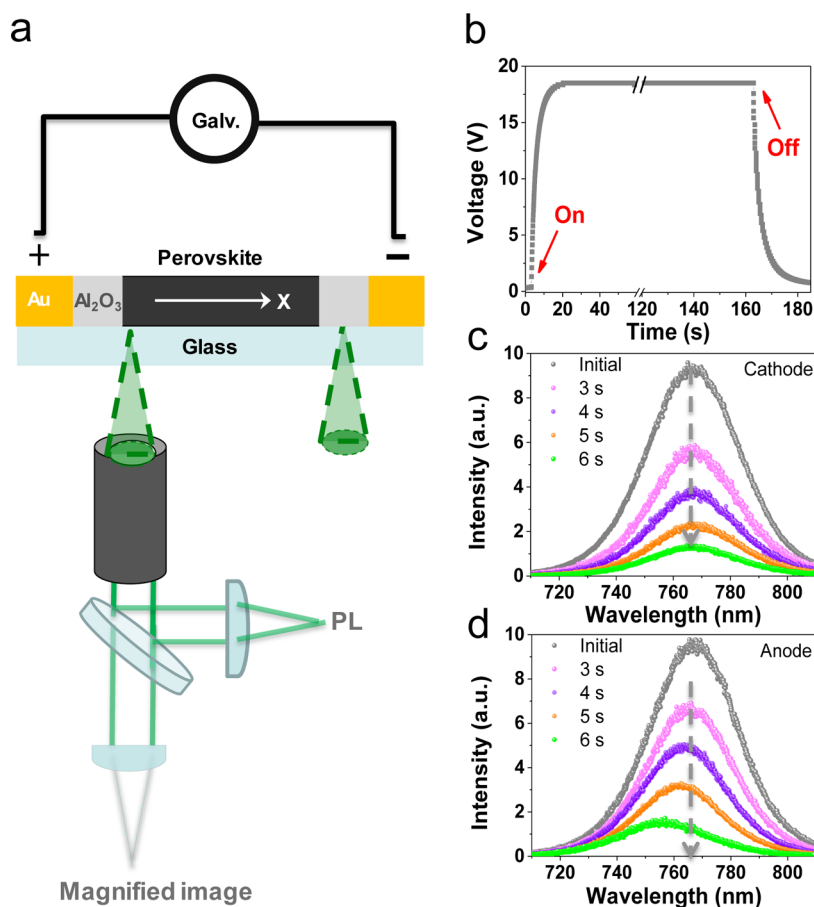 a
Galv.
+
−
Perovskite
Au
Al₂O₃
X
Glass
PL
Magnified image
b
20
15
10
5
0
Voltage (V)
On
Off
0 20 40 120 140 160 180
Time (s)
c
10
8
6
4
2
0
Intensity (a.u.)
Initial
3 s
4 s
5 s
6 s
Cathode
720 740 760 780 800
Wavelength (nm)
d
10
8
6
4
2
0
Intensity (a.u.)
Initial
3 s
4 s
5 s
6 s
Anode
720 740 760 780 800
Wavelength (nm)